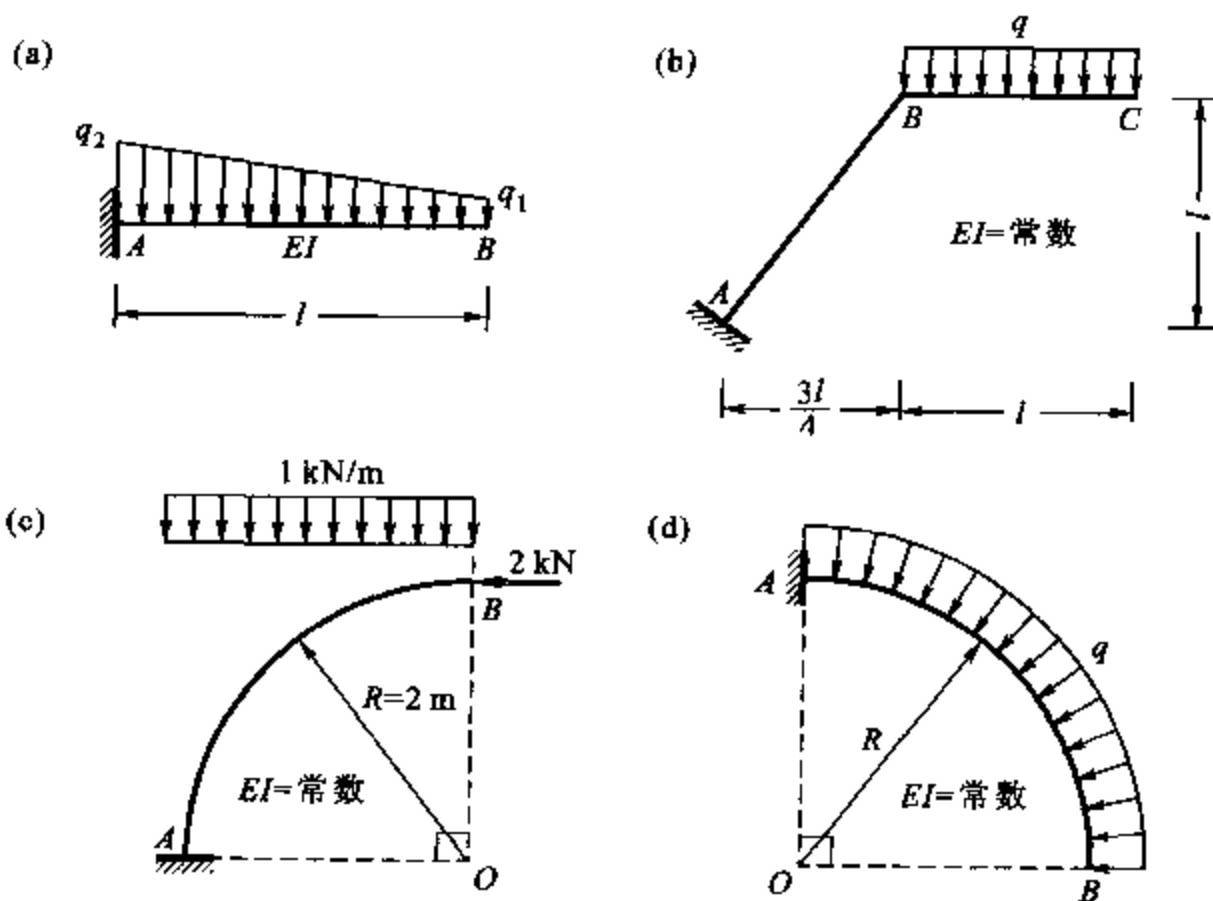 (a)
q₂
q₁
A EI B
l
(b)
q
B C
EI=常数
l
A
3l/4 l
(c)
1 kN/m
2 kN
B
R=2 m
EI=常数
A
O
(d)
A
q
R
EI=常数
O B